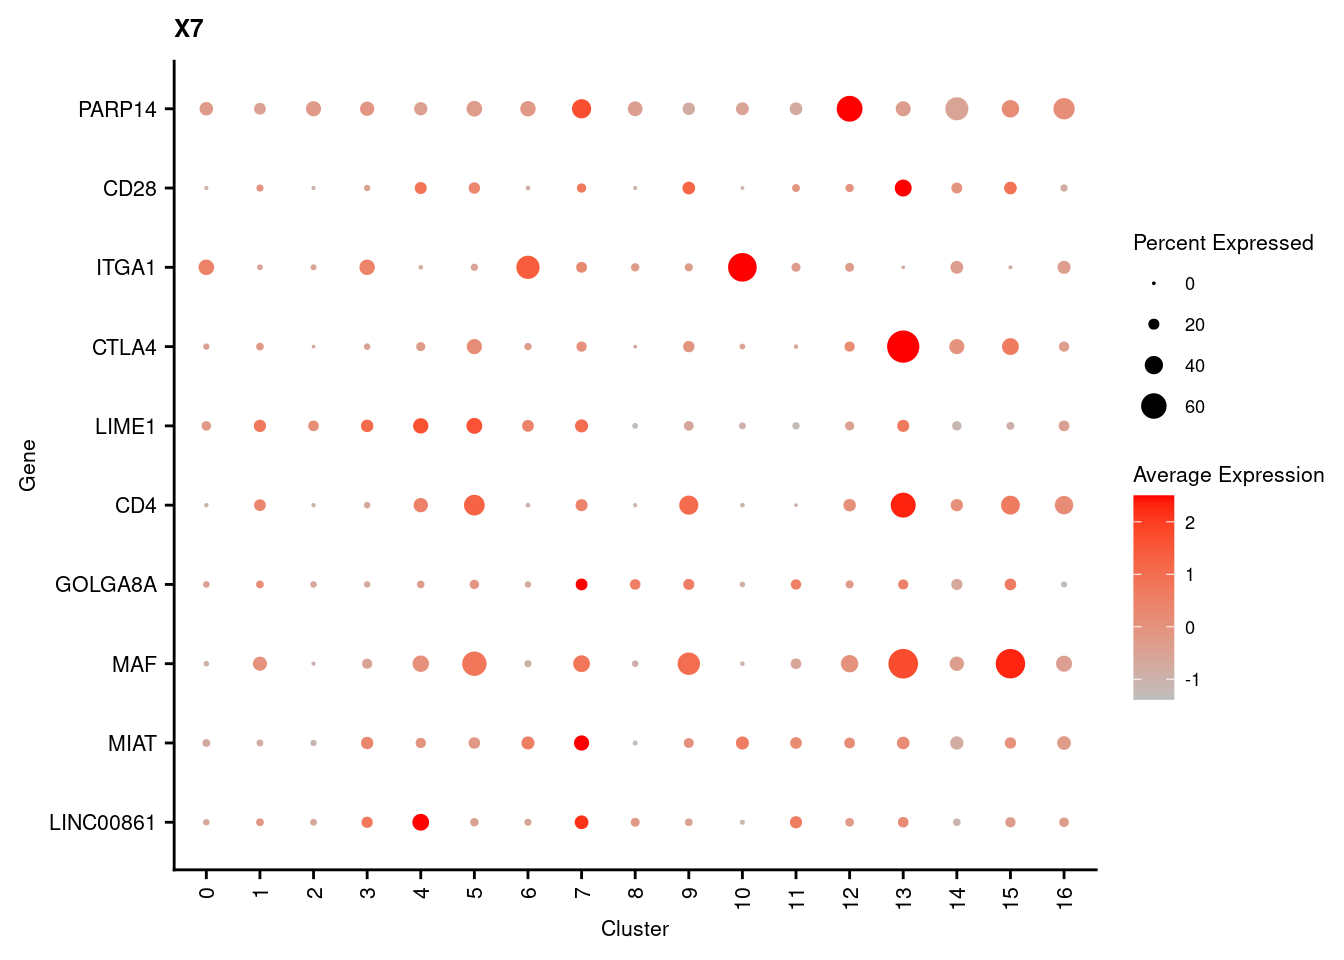 X7
PARP14
CD28
ITGA1
CTLA4
LIME1
CD4
GOLGA8A
MAF
MIAT
LINC00861
Gene
0 1 2 3 4 5 6 7 8 9 10 11 12 13 14 15 16
Cluster
Percent Expressed
0
20
40
60
Average Expression
2
1
0
-1